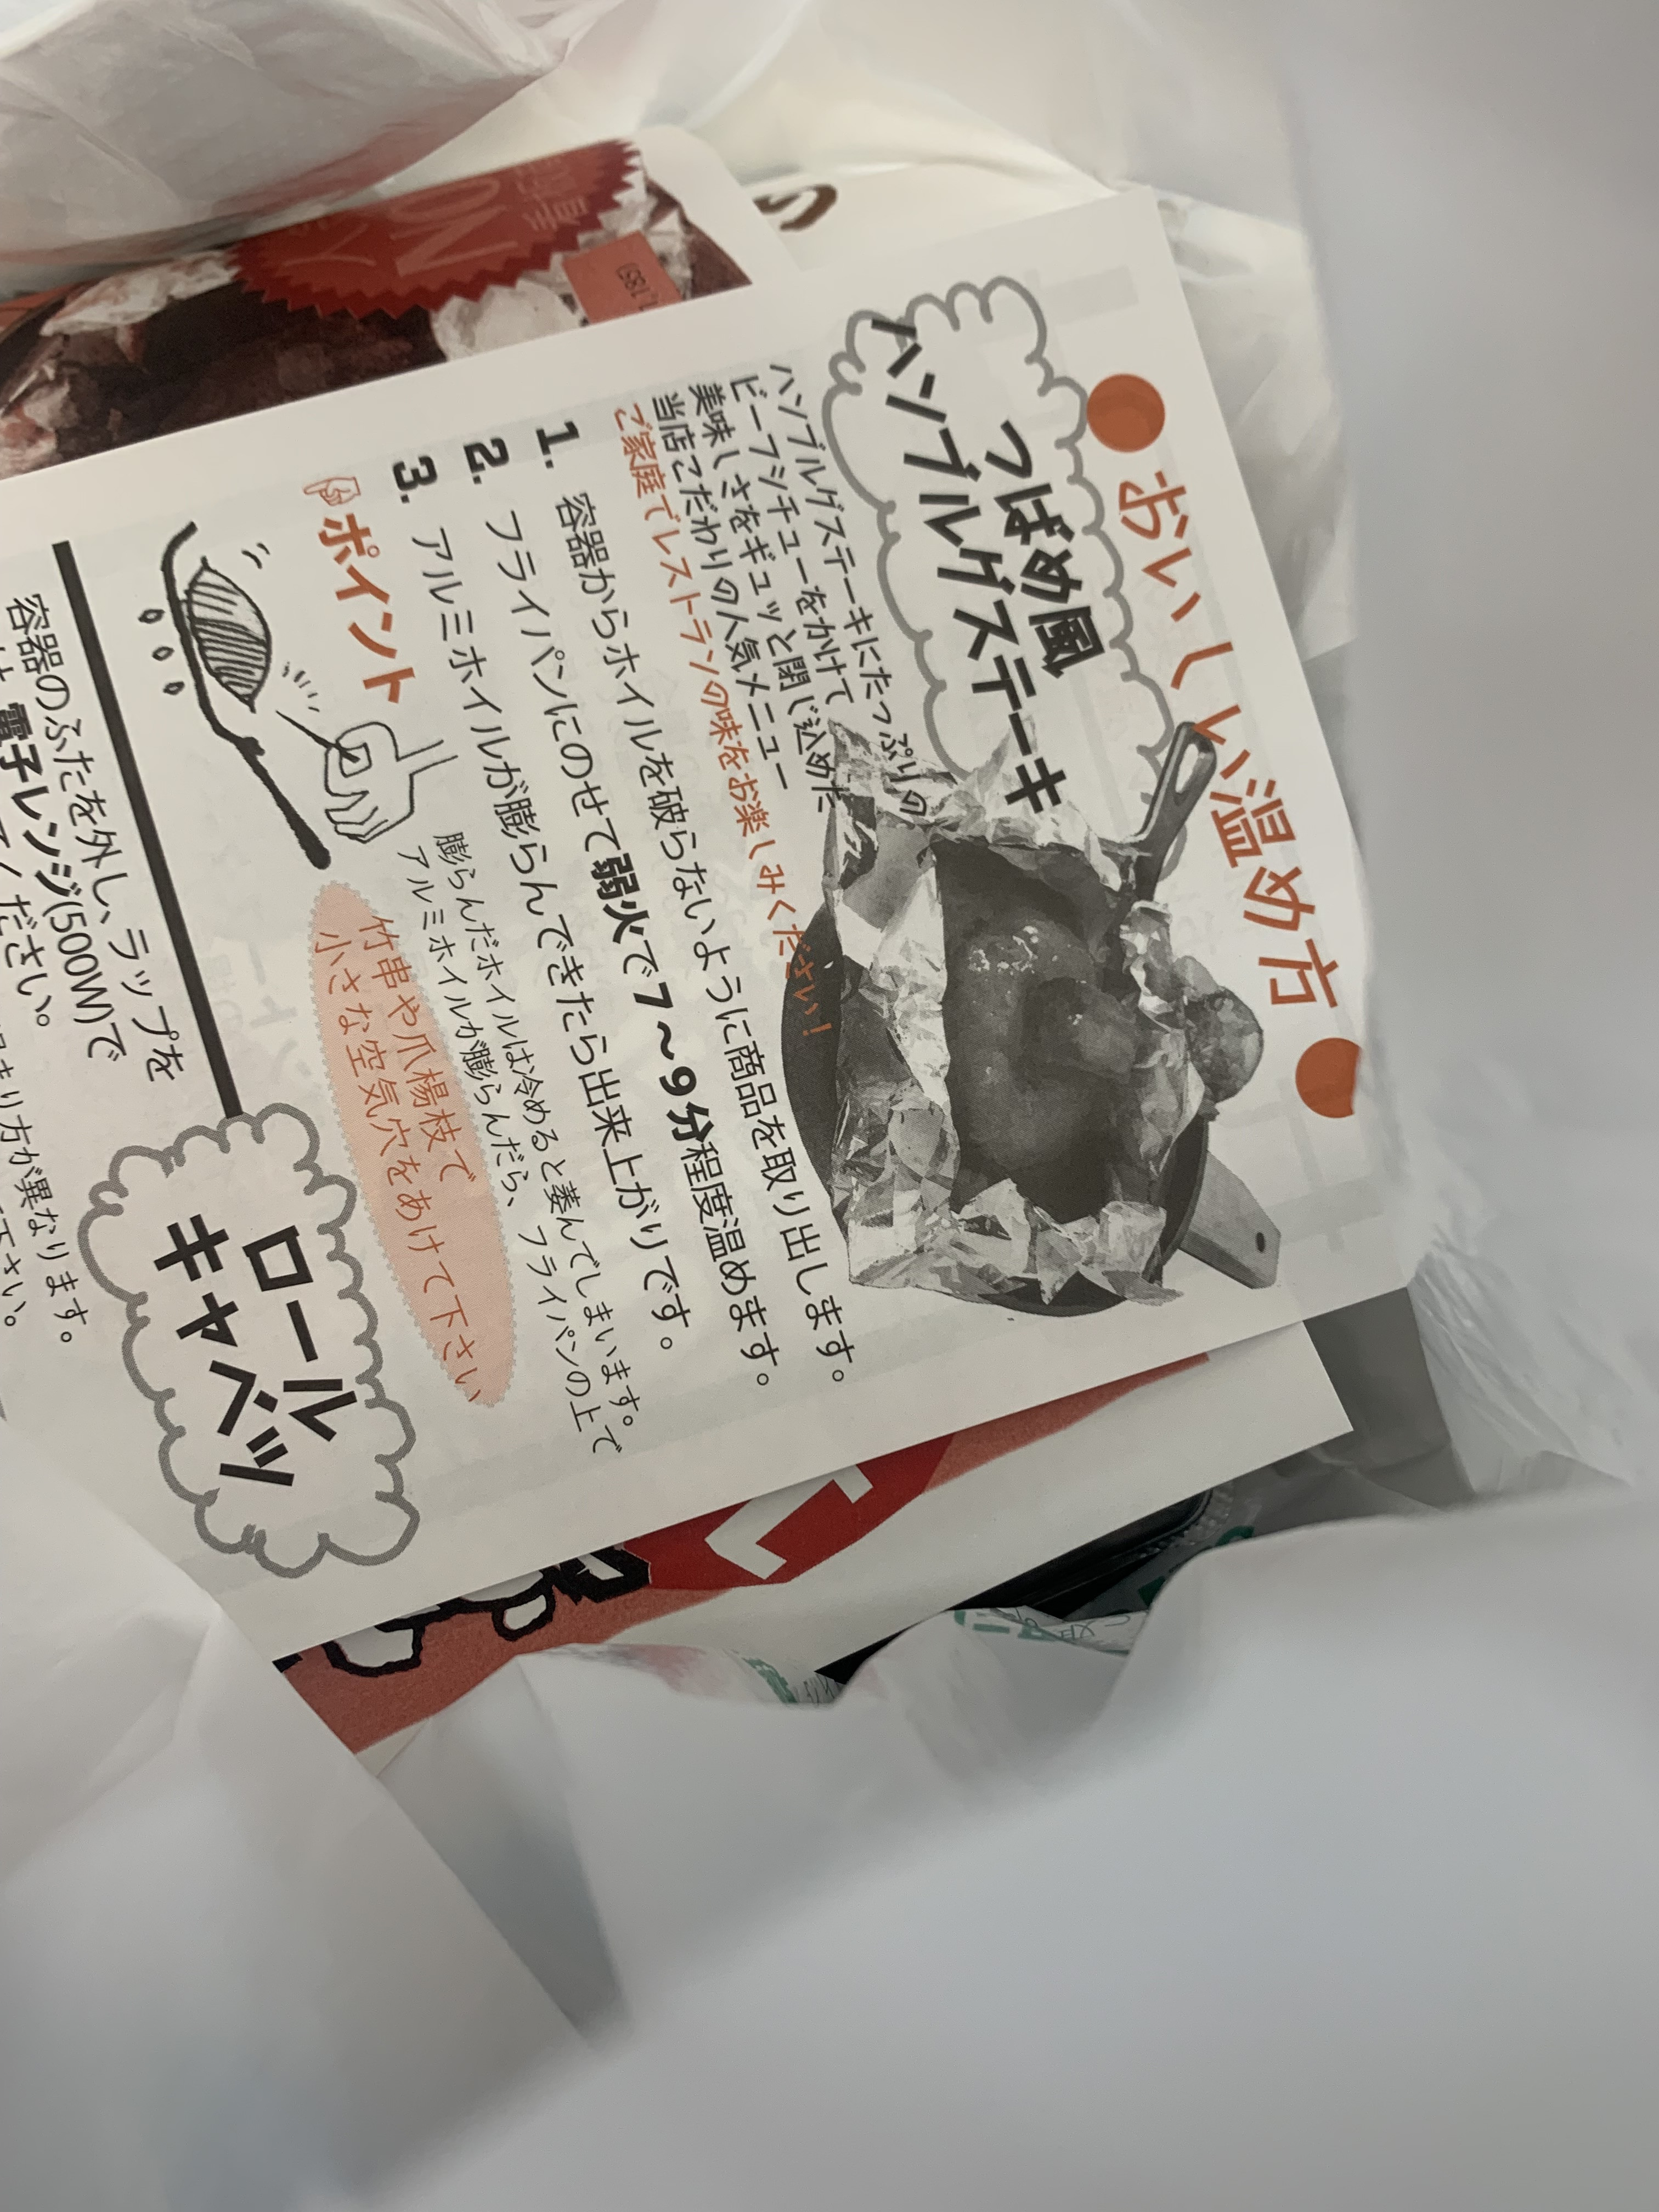 ●おいしい温め方●
つばめ風
ハンブルグステーキ
ハンブルグステーキにたっぷりの
ビーフシチューをかけて
美味しさをギュッと閉じ込めた
当店こだわりの人気メニュー
ご家庭でレストランの味をお楽しみください!
1. 容器からホイルを破らないように商品を取り出します。
2. フライパンにのせて弱火で7~9分程度温めます。
3. アルミホイルが膨らんできたら出来上がりです。
ポイント
膨らんだホイルは冷めると萎んでしまいます。
アルミホイルが膨らんだら、フライパンの上で
竹串や爪楊枝で
小さな空気穴をあけて下さい
ロール
キャベツ
容器のふたを外し、ラップを
電子レンジ(500W)で
ください。
り方が異なります。
下さい。